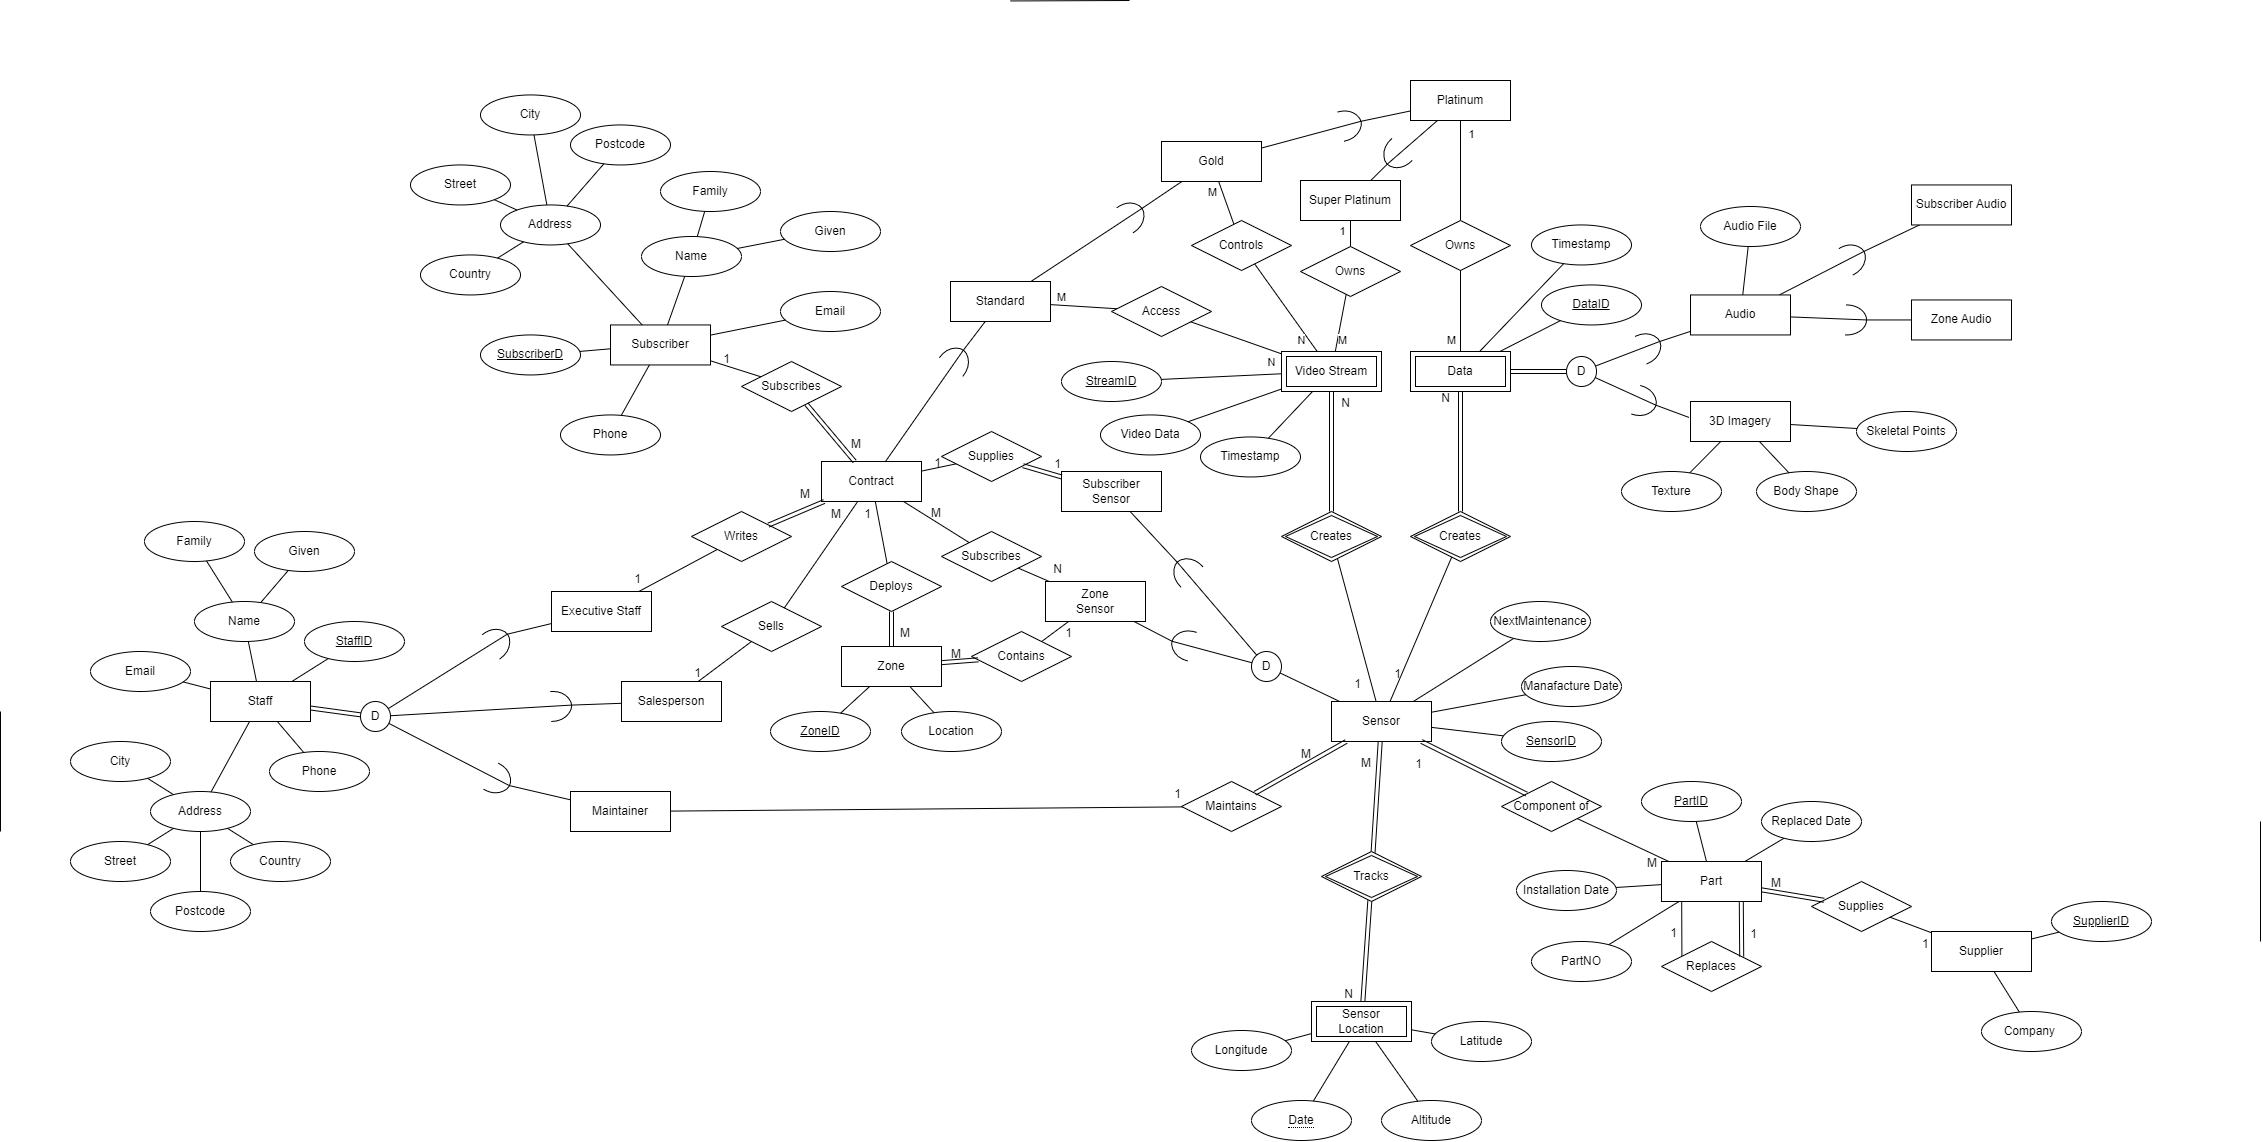 Platinum
City
1
Postcode
Gold
Street
Family
M
Super Platinum
Subscriber Audio
Address
Audio File
Given
1
Name
Controls
Owns
Timestamp
Country
Owns
Standard
M
Access
DataID
Email
Audio
Zone Audio
Subscriber
SubscriberD
1
N
M
M
N
Subscribes
StreamID
Video Stream
Data
D
N
N
Phone
M
Video Data
3D Imagery
Skeletal Points
Supplies
Timestamp
1
1
Contract
Subscriber
Sensor
Texture
Body Shape
M
M
1
M
Writes
Creates
Creates
Family
Given
Subscribes
N
1
Deploys
Executive Staff
Zone
Sensor
Name
Sells
NextMaintenance
StaffID
M
1
Contains
Email
M
Zone
D
1
1
1
Manafacture Date
Staff
D
Salesperson
Sensor
ZoneID
Location
SensorID
M
M
1
City
Phone
1
Address
Maintainer
Maintains
Component of
PartID
Replaced Date
Street
Country
M
Tracks
Part
M
Installation Date
Postcode
Supplies
SupplierID
1
1
1
PartNO
Replaces
Supplier
N
Sensor
Location
Longitude
Latitude
Company
Date
Altitude